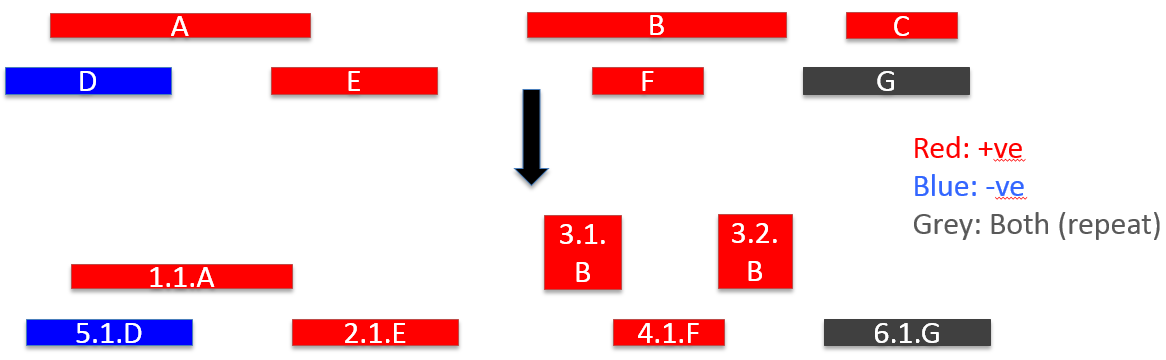 A
B
C
D
E
F
G
Red: +ve
Blue: -ve
Grey: Both (repeat)
3.1.
B
3.2.
B
1.1.A
5.1.D
2.1.E
4.1.F
6.1.G